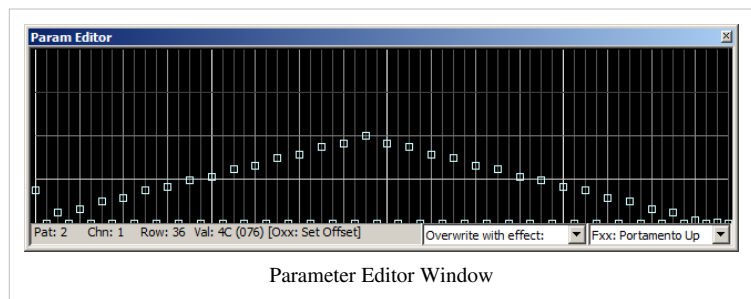 Param Editor
Pat: 2 Chn: 1 Row: 36 Val: 4C (076) [Oxx: Set Offset] Overwrite with effect: Fxx: Portamento Up
Parameter Editor Window